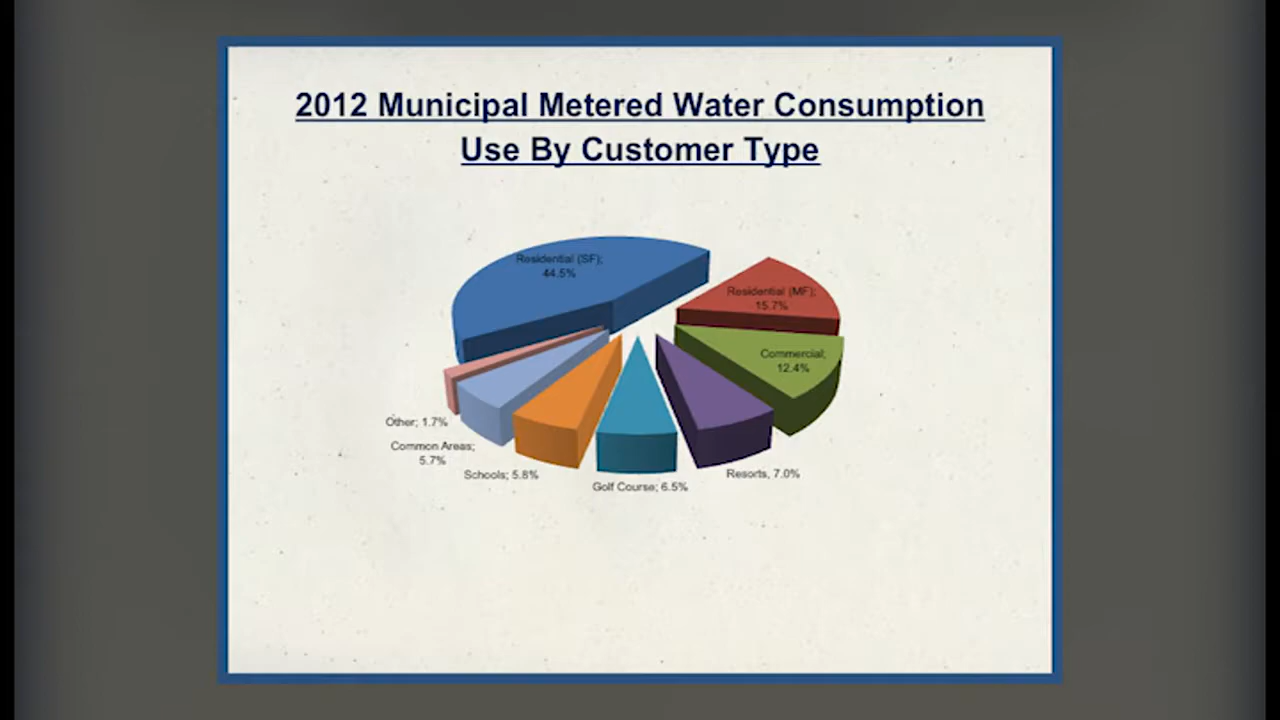 2012 Municipal Metered Water Consumption
Use By Customer Type
Residential (SF);
44.5%
Residential (MF);
15.7%
Commercial;
12.4%
Other; 1.7%
Common Areas;
5.7%
Schools; 5.8%
Golf Course; 6.5%
Resorts, 7.0%